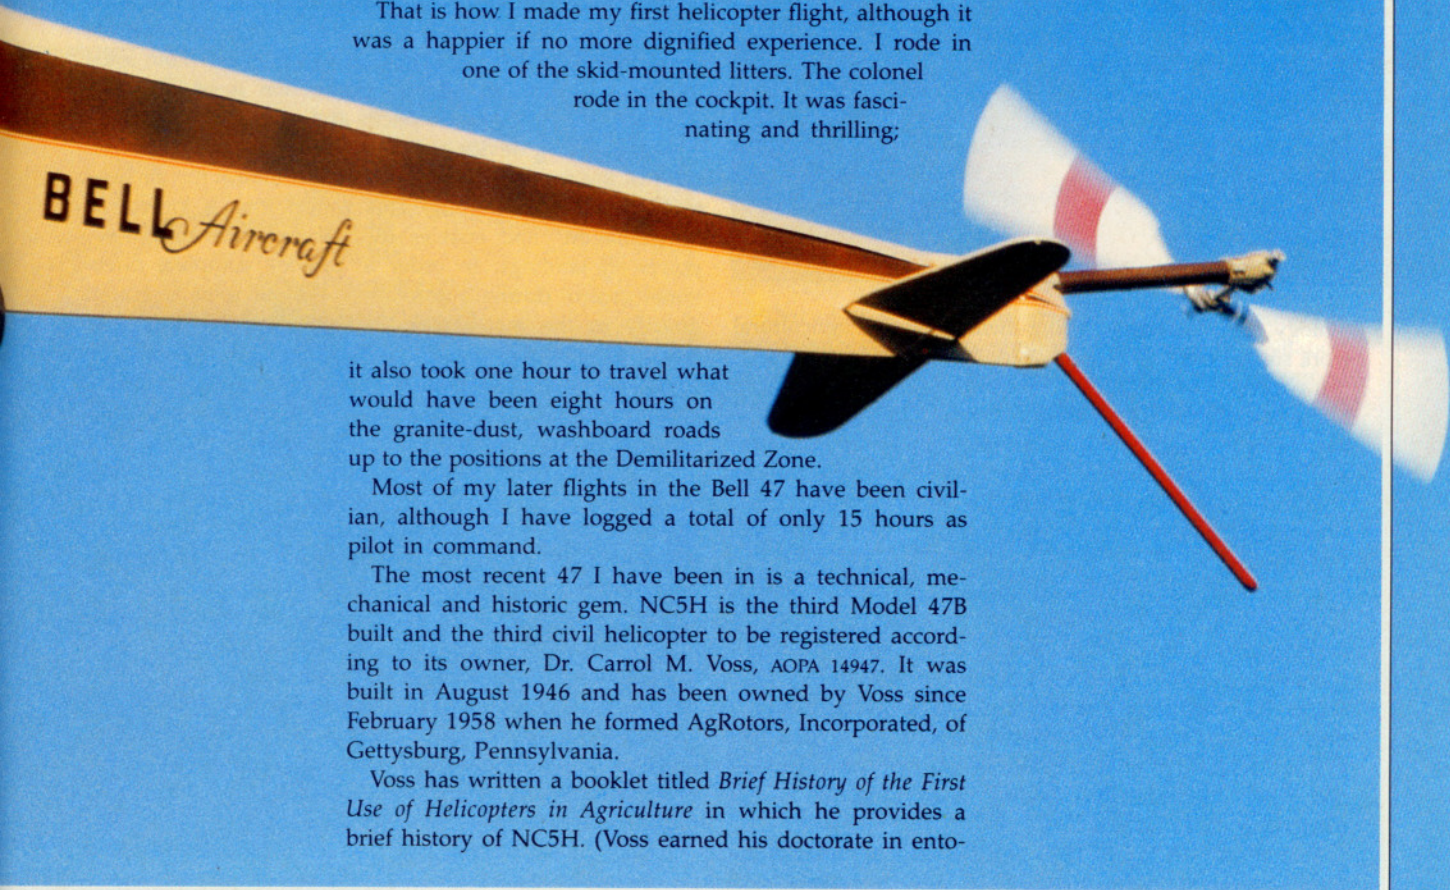 That is how I made my first helicopter flight, although it
was a happier if no more dignified experience. I rode in
one of the skid-mounted litters. The colonel
rode in the cockpit. It was fasci-
nating and thrilling;
BELL Aircraft
it also took one hour to travel what
would have been eight hours on
the granite-dust, washboard roads
up to the positions at the Demilitarized Zone.
Most of my later flights in the Bell 47 have been civil-
ian, although I have logged a total of only 15 hours as
pilot in command.
The most recent 47 I have been in is a technical, me-
chanical and historic gem. NC5H is the third Model 47B
built and the third civil helicopter to be registered accord-
ing to its owner, Dr. Carrol M. Voss, AOPA 14947. It was
built in August 1946 and has been owned by Voss since
February 1958 when he formed AgRotors, Incorporated, of
Gettysburg, Pennsylvania.
Voss has written a booklet titled Brief History of the First
Use of Helicopters in Agriculture in which he provides a
brief history of NC5H. (Voss earned his doctorate in ento-